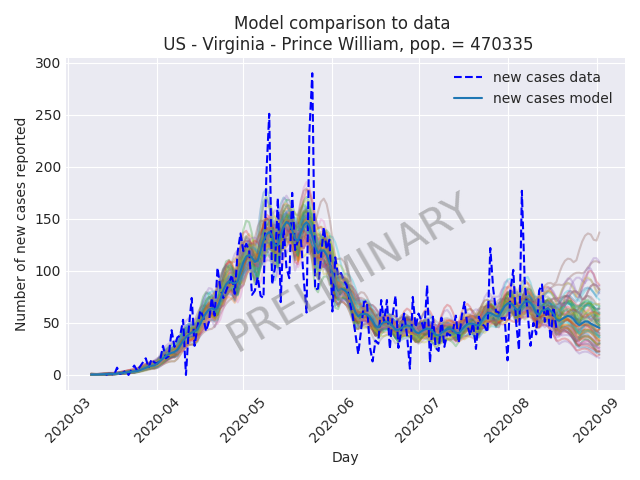 Model comparison to data
US - Virginia - Prince William, pop. = 470335
300
250
200
150
100
50
0
Number of new cases reported
new cases data
new cases model
PRELIMINARY
2020-03
2020-04
2020-05
2020-06
2020-07
2020-08
2020-09
Day